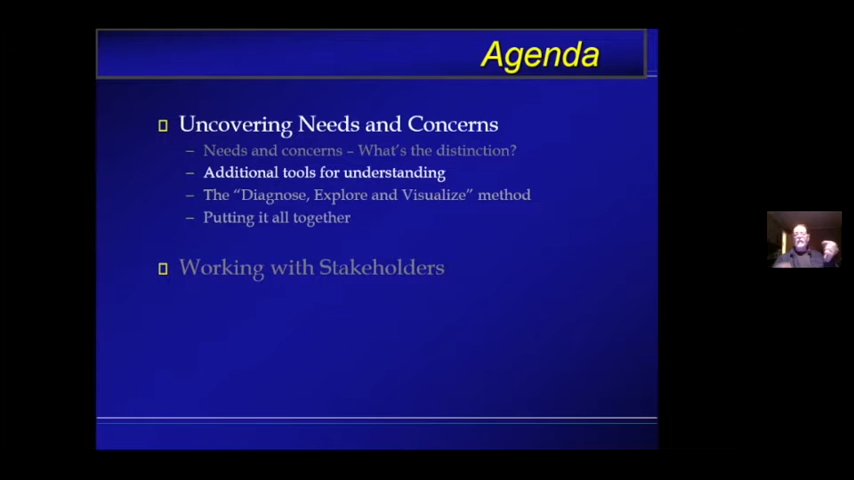 Agenda
Uncovering Needs and Concerns
– Needs and concerns – What's the distinction?
– Additional tools for understanding
– The “Diagnose, Explore and Visualize” method
– Putting it all together
Working with Stakeholders